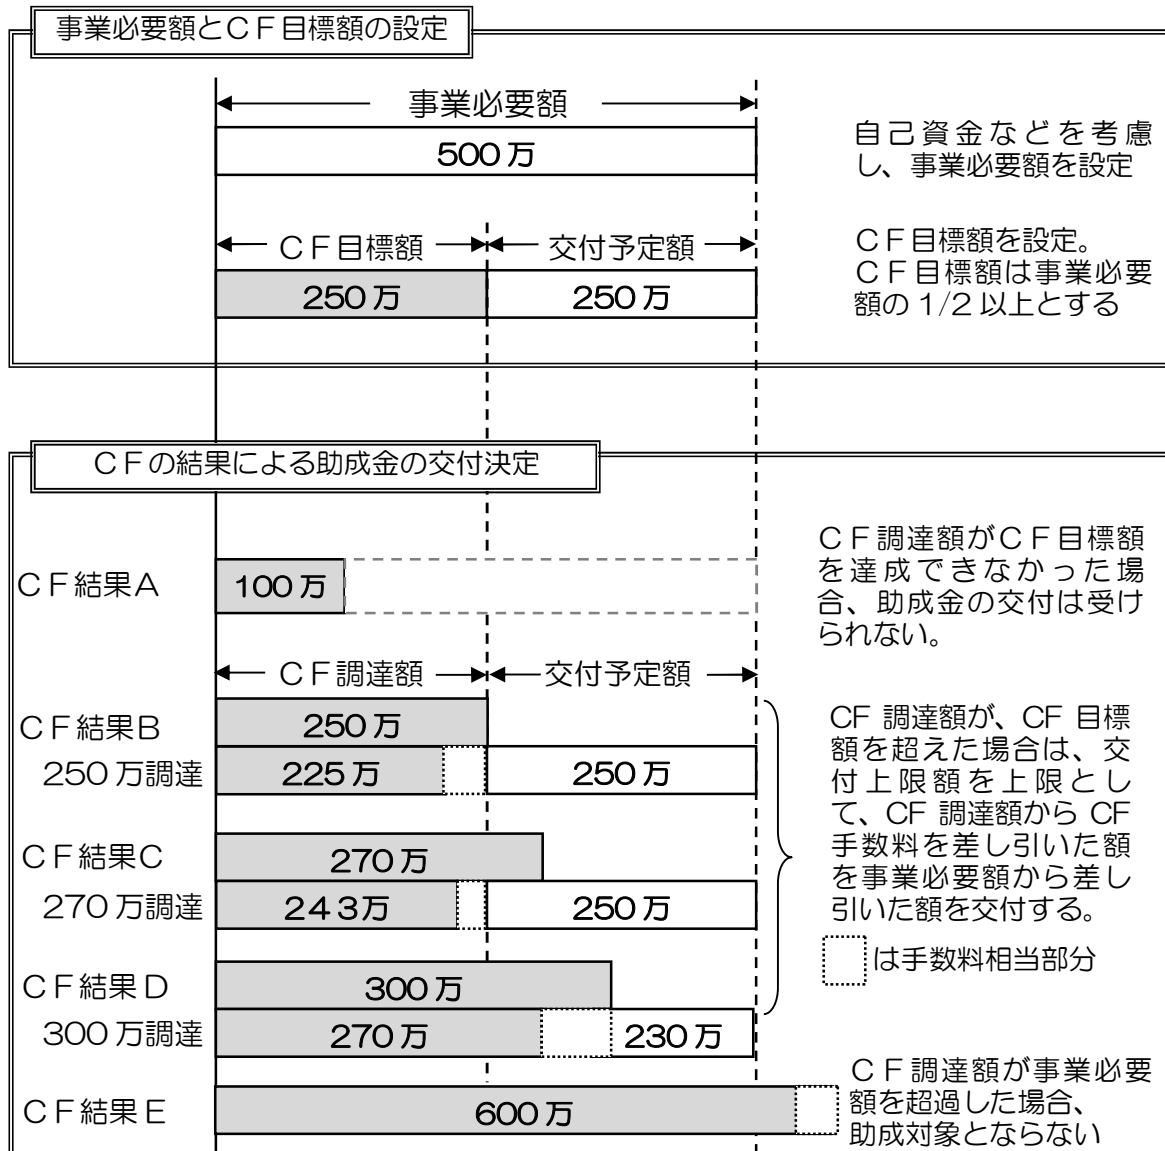 事業必要額とCF目標額の設定
事業必要額
500万
自己資金などを考慮
し、事業必要額を設定
CF目標額
交付予定額
250万
250万
CF目標額を設定。
CF目標額は事業必要
額の1/2以上とする
CFの結果による助成金の交付決定
CF結果A
100万
CF調達額がCF目標額
を達成できなかった場
合、助成金の交付は受け
られない。
CF調達額
交付予定額
CF結果B
250万
250万調達
225万
250万
CF結果C
270万
270万調達
243万
250万
CF結果D
300万
300万調達
270万
230万
CF 調達額が、CF 目標
額を超えた場合は、交
付上限額を上限とし
て、CF 調達額から CF
手数料を差し引いた額
を事業必要額から差し
引いた額を交付する。
は手数料相当部分
CF結果E
600万
CF調達額が事業必要
額を超過した場合、
助成対象とならない